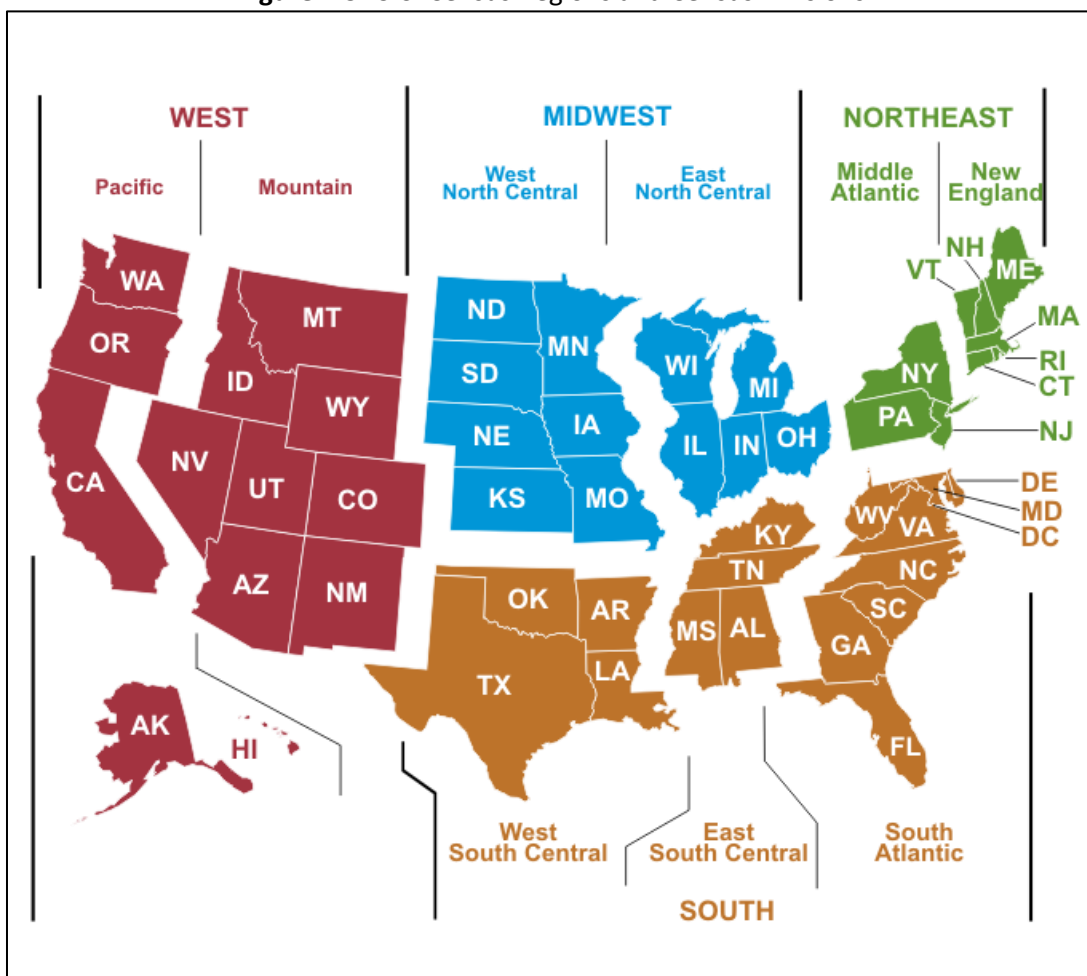 WEST
MIDWEST
NORTHEAST
Pacific
Mountain
West
North Central
East
North Central
Middle
Atlantic
New
England
WA
OR
CA
MT
ID
WY
NV
UT
CO
AZ
NM
AK
HI
ND
SD
NE
KS
MN
IA
MO
WI
MI
IL
IN
OH
NH
VT
ME
MA
RI
CT
NY
PA
NJ
DE
MD
DC
WV
VA
KY
TN
NC
SC
OK
AR
MS
AL
GA
TX
LA
FL
West
South Central
East
South Central
South
Atlantic
SOUTH